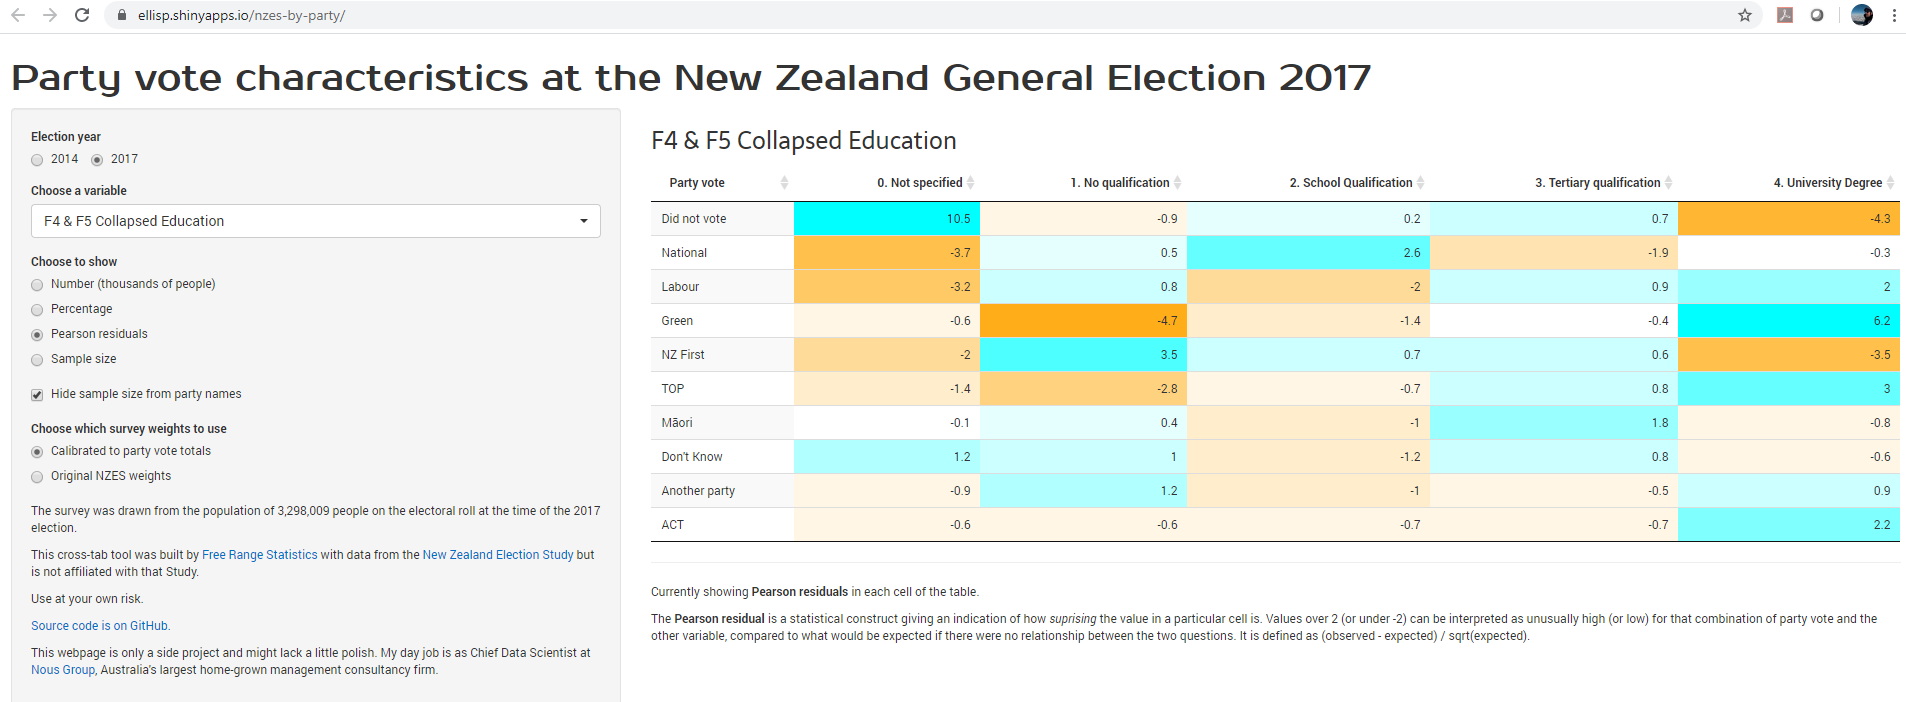 ellisp.shinyapps.io/nzes-by-party/
Party vote characteristics at the New Zealand General Election 2017
Election year
2014 2017
Choose a variable
F4 & F5 Collapsed Education
Choose to show
Number (thousands of people)
Percentage
Pearson residuals
Sample size
Hide sample size from party names
Choose which survey weights to use
Calibrated to party vote totals
Original NZES weights
The survey was drawn from the population of 3,298,009 people on the electoral roll at the time of the 2017
election.
This cross-tab tool was built by Free Range Statistics with data from the New Zealand Election Study but
is not affiliated with that Study.
Use at your own risk.
Source code is on GitHub.
This webpage is only a side project and might lack a little polish. My day job is as Chief Data Scientist at
Nous Group, Australia's largest home-grown management consultancy firm.
F4 & F5 Collapsed Education
Party vote 0. Not specified 1. No qualification 2. School Qualification 3. Tertiary qualification 4. University Degree
Did not vote 10.5 -0.9 0.2 0.7 -4.3
National -3.7 0.5 2.6 -1.9 -0.3
Labour -3.2 0.8 -2 0.9 2
Green -0.6 -4.7 -1.4 -0.4 6.2
NZ First -2 3.5 0.7 0.6 -3.5
TOP -1.4 -2.8 -0.7 0.8 3
Māori -0.1 0.4 -1 1.8 -0.8
Don't Know 1.2 1 -1.2 0.8 -0.6
Another party -0.9 1.2 -1 -0.5 0.9
ACT -0.6 -0.6 -0.7 -0.7 2.2
Currently showing Pearson residuals in each cell of the table.
The Pearson residual is a statistical construct giving an indication of how suprising the value in a particular cell is. Values over 2 (or under -2) can be interpreted as unusually high (or low) for that combination of party vote and the
other variable, compared to what would be expected if there were no relationship between the two questions. It is defined as (observed - expected) / sqrt(expected).